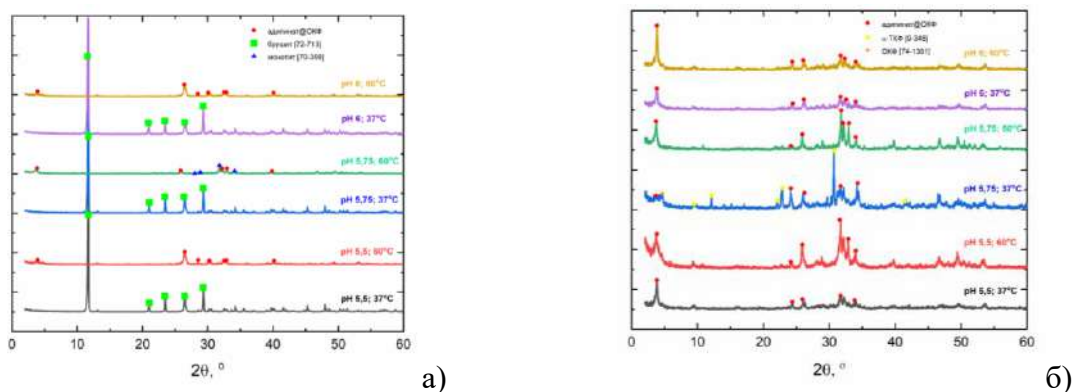 адипинат@ОКФ
брушит [72-713]
pH 6; 60°C
pH 6; 37°C
pH 5,75; 60°C
pH 5,75; 37°C
pH 5,5; 60°C
pH 5,5; 37°C
0 10 20 30 40 50 60
2θ, °
а)
адипинат@ОКФ
α-ТКФ [9-348]
ОКФ [74-1301]
pH 6; 60°C
pH 6; 37°C
pH 5,75; 60°C
pH 5,75; 37°C
pH 5,5; 60°C
pH 5,5; 37°C
0 10 20 30 40 50 60
2θ, °
б)